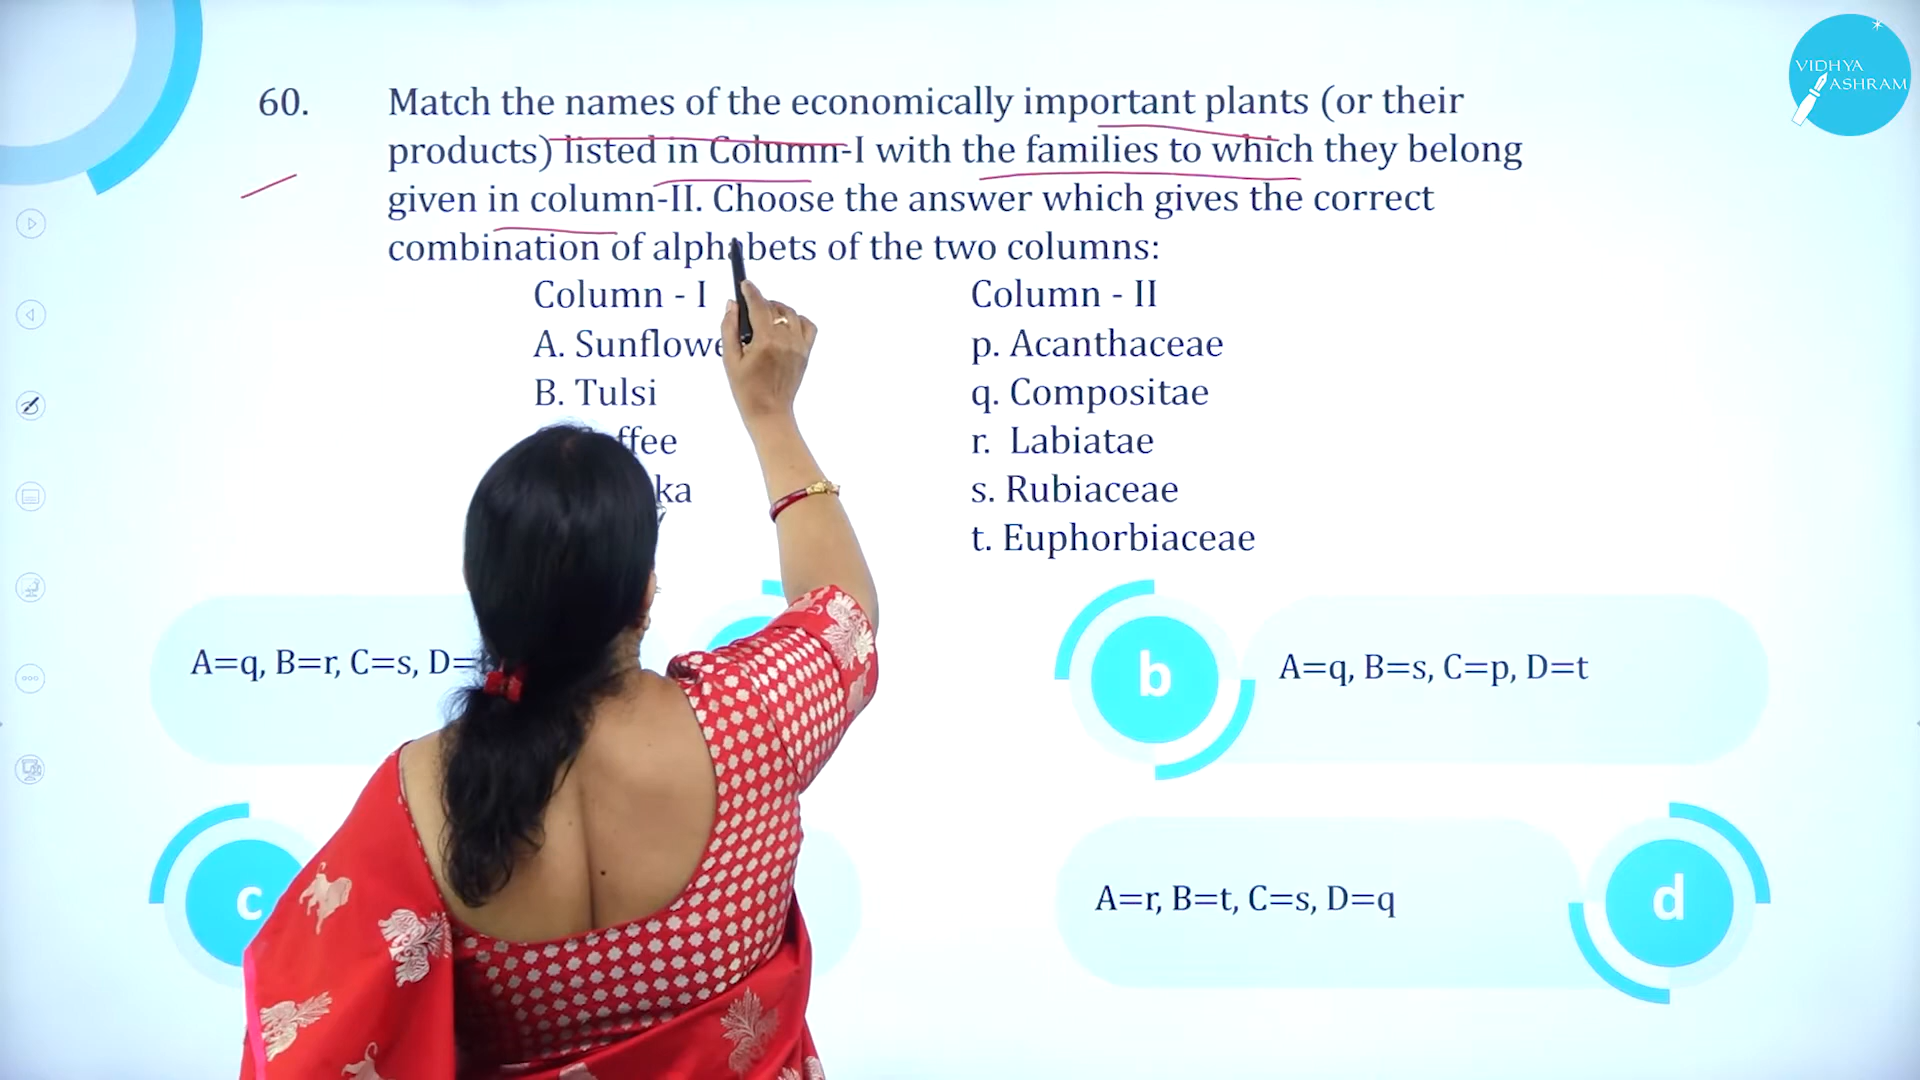 VIDHYA
ASHRAM
60. Match the names of the economically important plants (or their
products) listed in Column-I with the families to which they belong
given in column-II. Choose the answer which gives the correct
combination of alphabets of the two columns:
Column - I Column - II
A. Sunflowe p. Acanthaceae
B. Tulsi q. Compositae
ffee r. Labiatae
ka s. Rubiaceae
t. Euphorbiaceae
A=q, B=r, C=s, D=
b A=q, B=s, C=p, D=t
c
A=r, B=t, C=s, D=q d